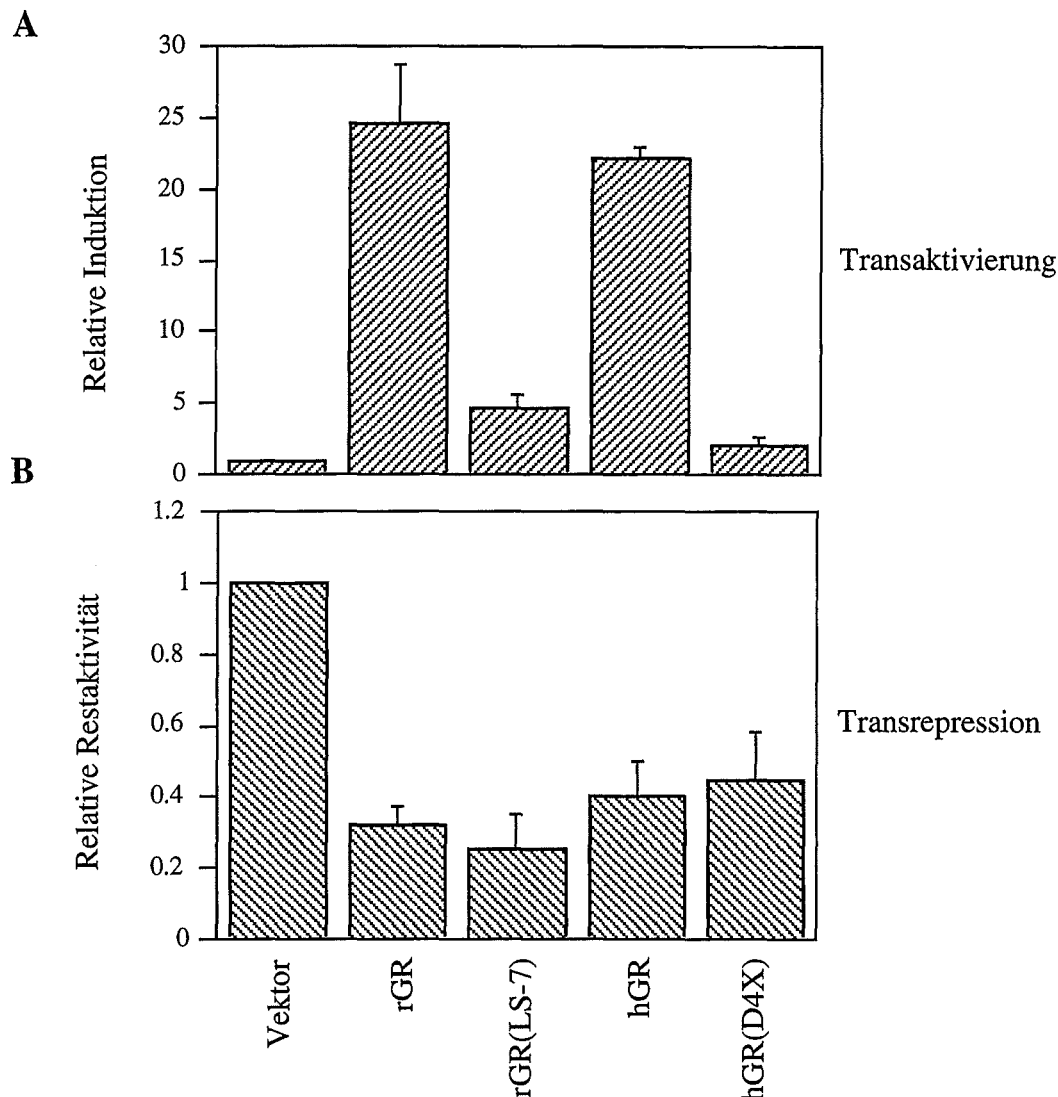 A
30
25
20
15
10
5
0
Relative Induktion
Transaktivierung
B
1.2
1
0.8
0.6
0.4
0.2
0
Relative Restaktivität
Transrepression
Vektor
rGR
rGR(LS-7)
hGR
hGR(D4X)